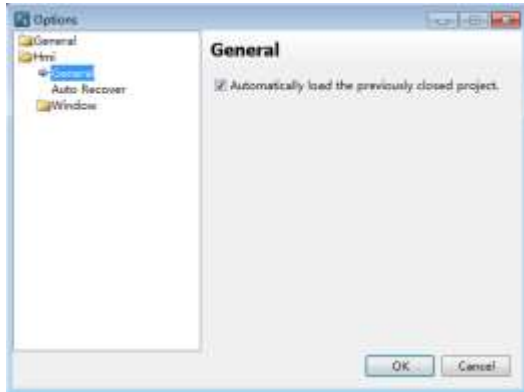 Options
General
Hmi
General
Auto Recover
Window
General
Automatically load the previously closed project.
OK
Cancel